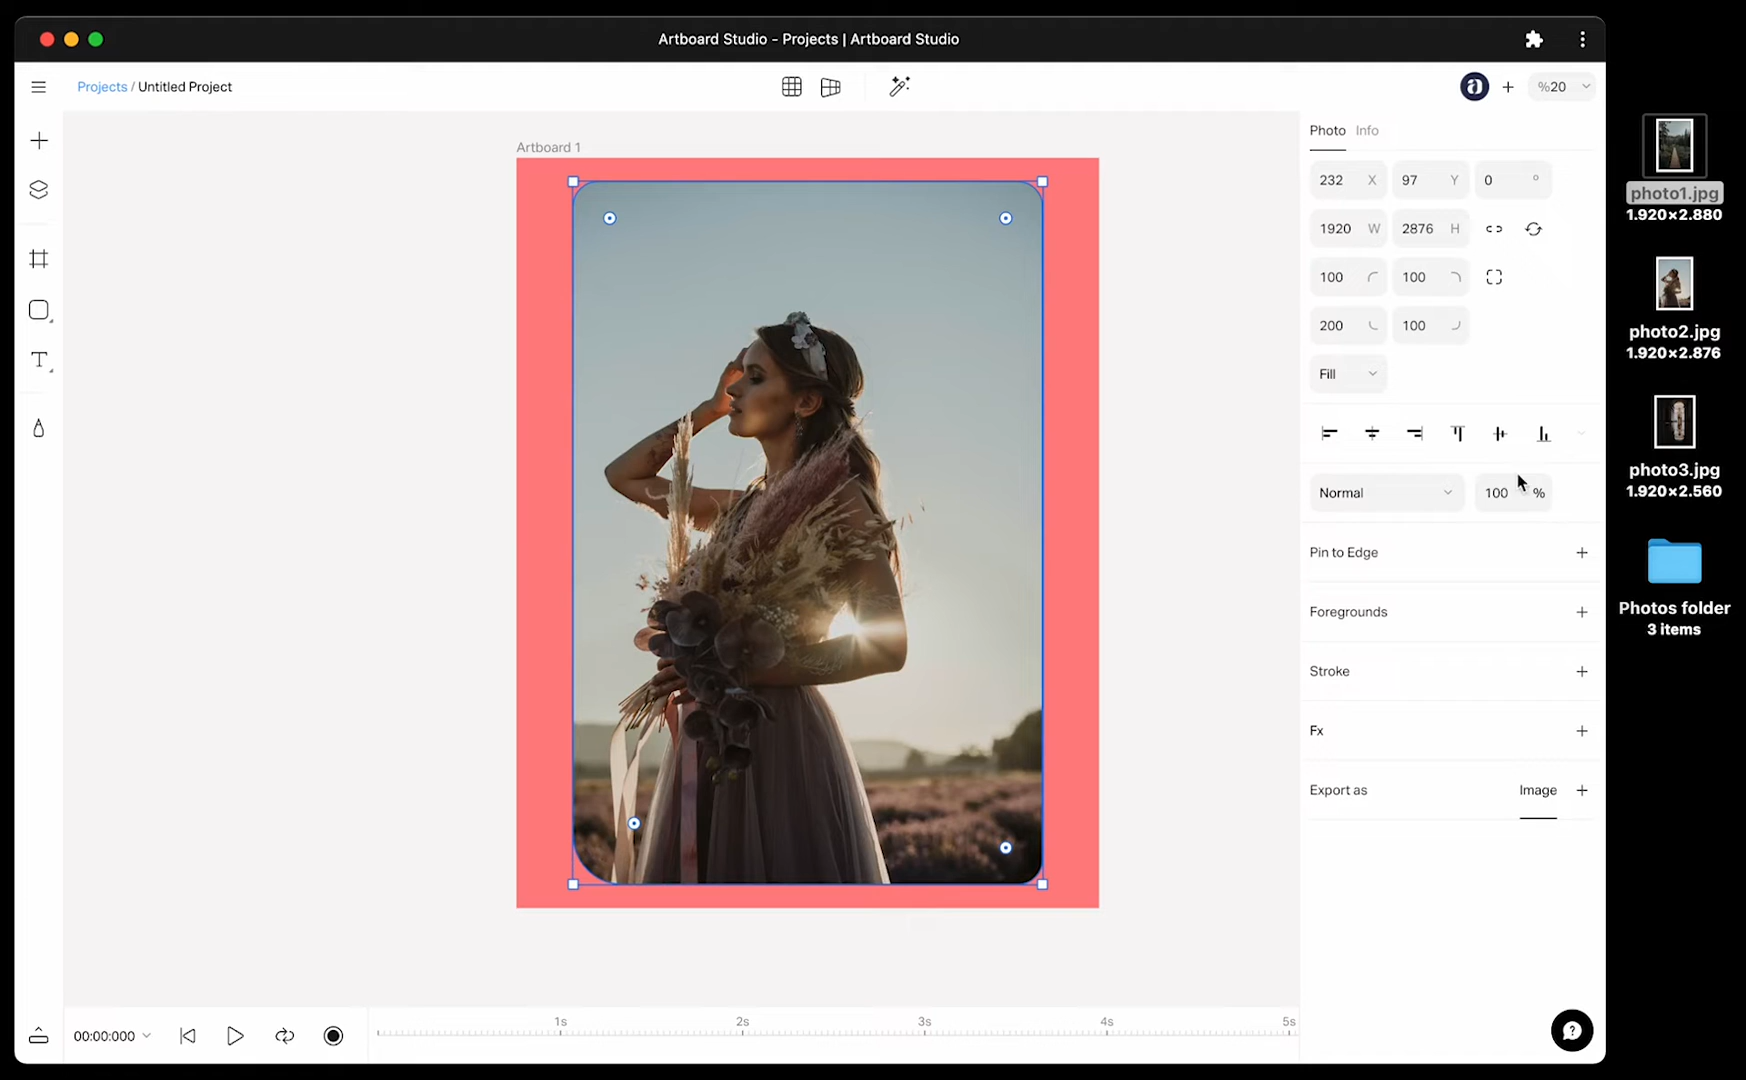 Artboard Studio - Projects | Artboard Studio
Projects / Untitled Project
a
%20
Photo Info
Artboard 1
232 X 97 Y 0 °
1920 W 2876 H
100 100
200 100
Fill
Normal 100 %
Pin to Edge
Foregrounds
Stroke
Fx
Export as Image
T
00:00:000
1s 2s 3s 4s 5s
photo1.jpg
1.920×2.880
photo2.jpg
1.920×2.876
photo3.jpg
1.920×2.560
Photos folder
3 items